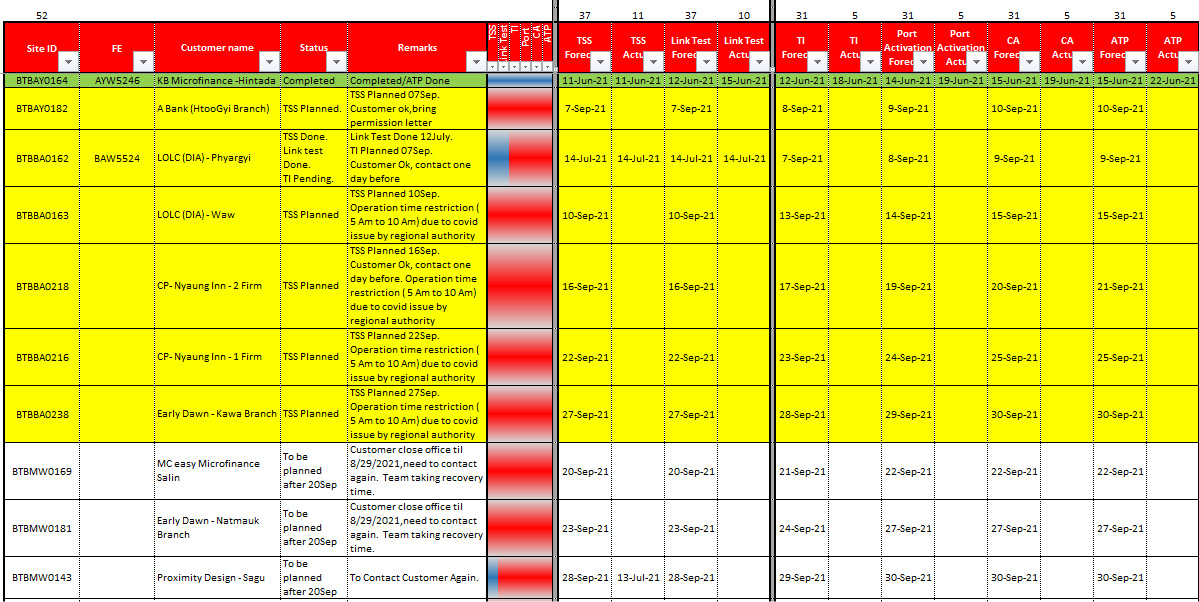 52 37 11 37 10 31 5 31 5 31 5 31 5
Site ID FE Customer name Status Remarks TSS Link Test TI Port CA ATP TSS TSS Link Test Link Test TI TI Port Port CA CA ATP ATP
Activation Activation
Forec Actu Forec Actu Forec Actu Forec Actu Forec Actu Forec Actu
BTBAY0164 AYW5246 KB Microfinance -Hintada Completed Completed/ATP Done 11-Jun-21 11-Jun-21 12-Jun-21 15-Jun-21 12-Jun-21 18-Jun-21 14-Jun-21 19-Jun-21 15-Jun-21 19-Jun-21 15-Jun-21 22-Jun-21
TSS Planned 07Sep.
BTBAY0182 A Bank (HtooGyi Branch) TSS Planned. Customer ok,bring 7-Sep-21 7-Sep-21 8-Sep-21 9-Sep-21 10-Sep-21 10-Sep-21
permission letter
TSS Done. Link Test Done 12July.
Link test TI Planned 07Sep.
BTBBA0162 BAW5524 LOLC (DIA) - Phyargyi Done. Customer Ok, contact one 14-Jul-21 14-Jul-21 14-Jul-21 14-Jul-21 7-Sep-21 8-Sep-21 9-Sep-21 9-Sep-21
TI Pending. day before
TSS Planned 10Sep.
Operation time restriction (
BTBBA0163 LOLC (DIA) - Waw TSS Planned 5 Am to 10 Am) due to covid 10-Sep-21 10-Sep-21 13-Sep-21 14-Sep-21 15-Sep-21 15-Sep-21
issue by regional authority
TSS Planned 16Sep.
Customer Ok, contact one
day before. Operation time
BTBBA0218 CP- Nyaung Inn - 2 Firm TSS Planned restriction ( 5 Am to 10 Am) 16-Sep-21 16-Sep-21 17-Sep-21 19-Sep-21 20-Sep-21 21-Sep-21
due to covid issue by
regional authority
TSS Planned 22Sep.
Operation time restriction (
BTBBA0216 CP- Nyaung Inn - 1 Firm TSS Planned 5 Am to 10 Am) due to covid 22-Sep-21 22-Sep-21 23-Sep-21 24-Sep-21 25-Sep-21 25-Sep-21
issue by regional authority
TSS Planned 27Sep.
Operation time restriction (
BTBBA0238 Early Dawn - Kawa Branch TSS Planned 5 Am to 10 Am) due to covid 27-Sep-21 27-Sep-21 28-Sep-21 29-Sep-21 30-Sep-21 30-Sep-21
issue by regional authority
Customer close office til
To be 8/29/2021,need to contact
BTBMW0169 MC easy Microfinance Salin planned again. Team taking recovery 20-Sep-21 20-Sep-21 21-Sep-21 22-Sep-21 22-Sep-21 22-Sep-21
after 20Sep time.
Customer close office til
To be 8/29/2021,need to contact
BTBMW0181 Early Dawn - Natmauk Branch planned again. Team taking recovery 23-Sep-21 23-Sep-21 24-Sep-21 27-Sep-21 27-Sep-21 27-Sep-21
after 20Sep time.
To be
BTBMW0143 Proximity Design - Sagu planned To Contact Customer Again. 28-Sep-21 13-Jul-21 28-Sep-21 29-Sep-21 30-Sep-21 30-Sep-21 30-Sep-21
after 20Sep